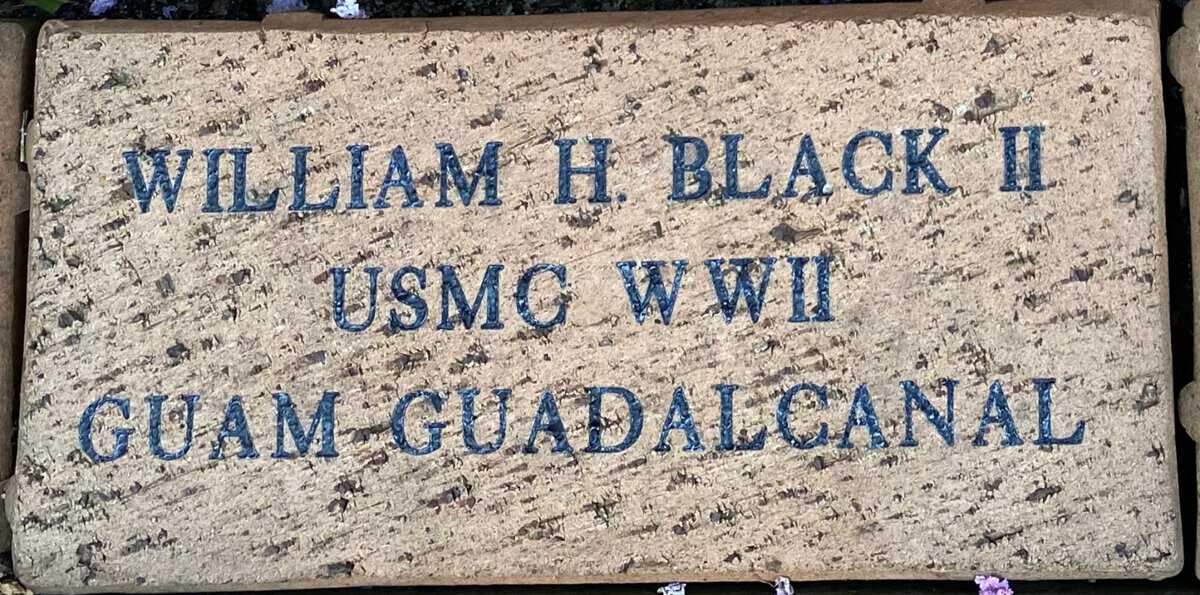 WILLIAM H. BLACK II
USMC WWII
GUAM GUADALCANAL